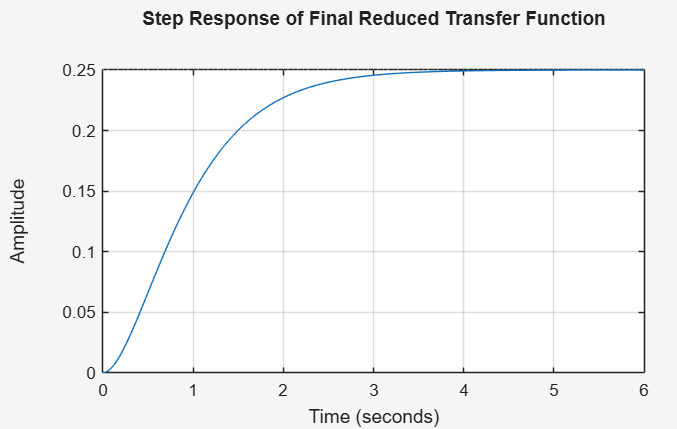 Step Response of Final Reduced Transfer Function
0.25
0.2
0.15
0.1
0.05
0
Amplitude
0 1 2 3 4 5 6
Time (seconds)